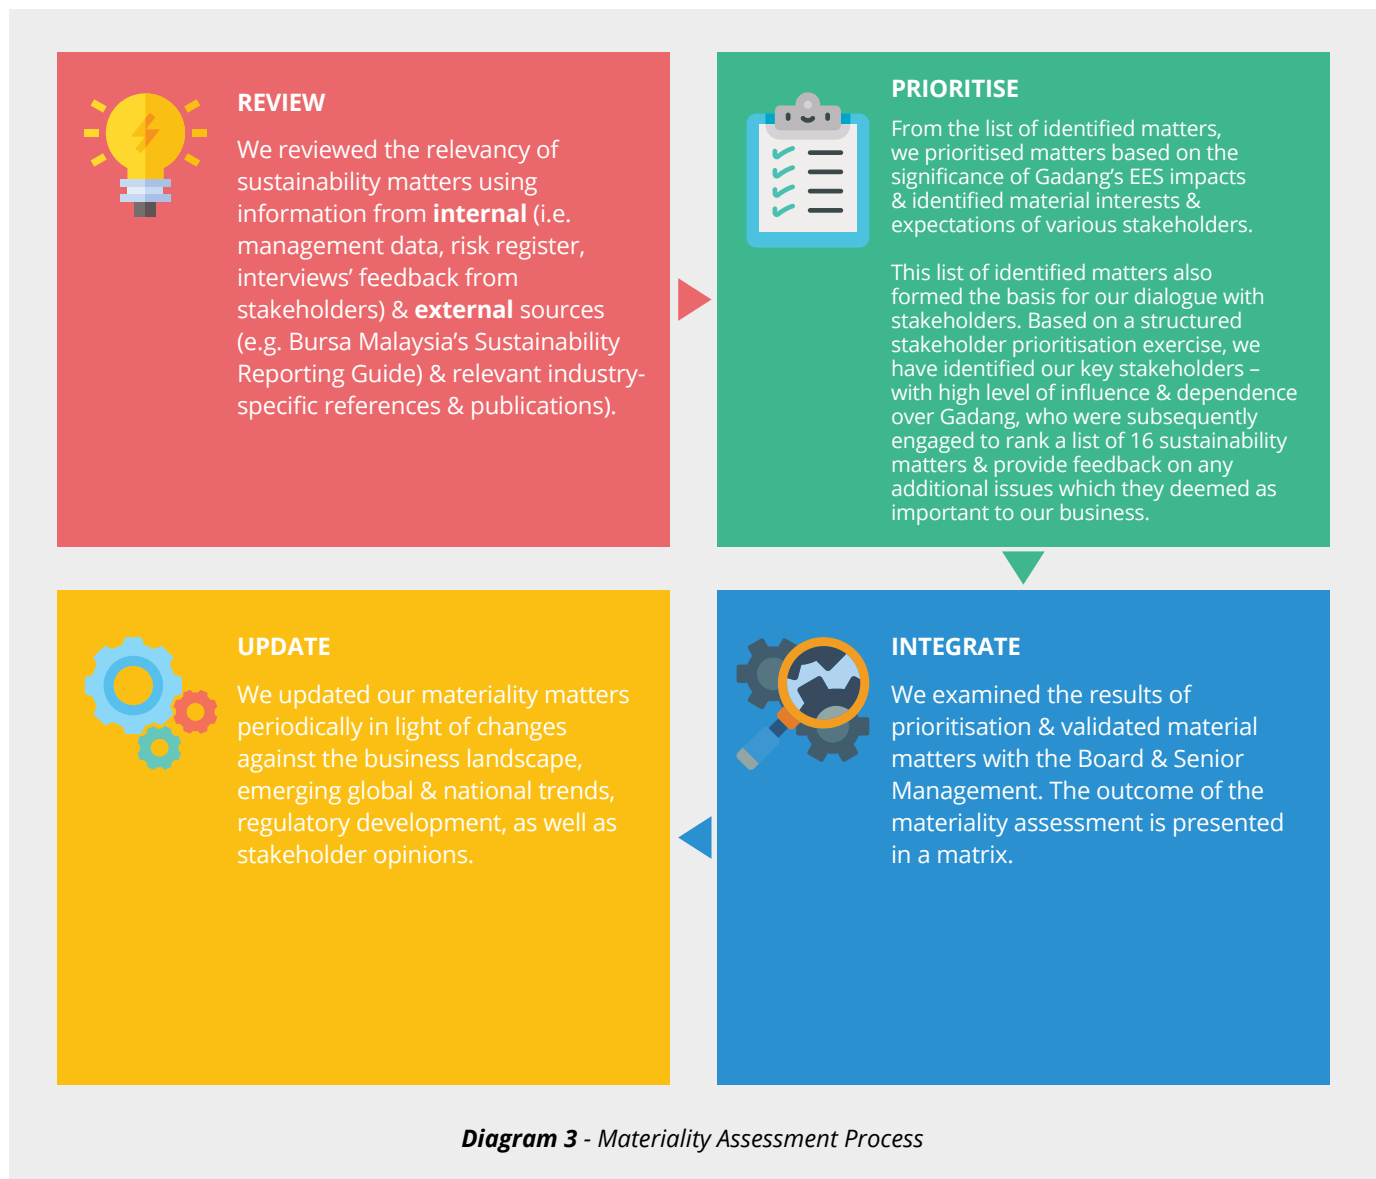 REVIEW
We reviewed the relevancy of
sustainability matters using
information from internal (i.e.
management data, risk register,
interviews’ feedback from
stakeholders) & external sources
(e.g. Bursa Malaysia’s Sustainability
Reporting Guide) & relevant industry-
specific references & publications).
PRIORITISE
From the list of identified matters,
we prioritised matters based on the
significance of Gadang’s EES impacts
& identified material interests &
expectations of various stakeholders.
This list of identified matters also
formed the basis for our dialogue with
stakeholders. Based on a structured
stakeholder prioritisation exercise, we
have identified our key stakeholders –
with high level of influence & dependence
over Gadang, who were subsequently
engaged to rank a list of 16 sustainability
matters & provide feedback on any
additional issues which they deemed as
important to our business.
INTEGRATE
We examined the results of
prioritisation & validated material
matters with the Board & Senior
Management. The outcome of the
materiality assessment is presented
in a matrix.
UPDATE
We updated our materiality matters
periodically in light of changes
against the business landscape,
emerging global & national trends,
regulatory development, as well as
stakeholder opinions.
Diagram 3 - Materiality Assessment Process